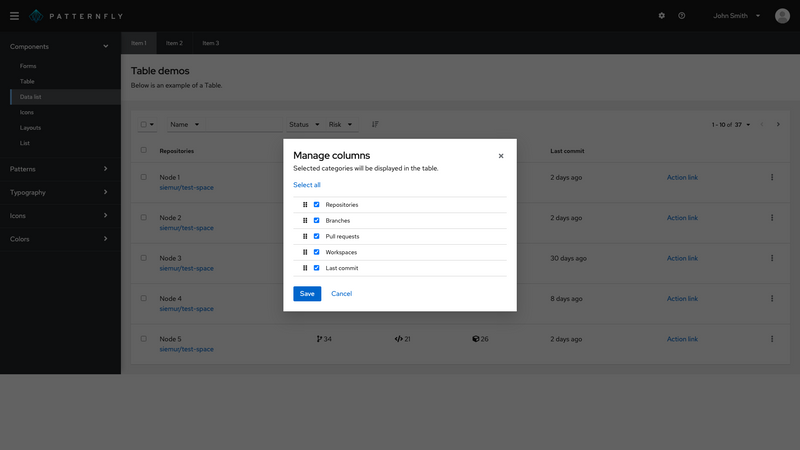 PATTERNFLY
John Smith
Components
Forms
Table
Data list
Icons
Layouts
List
Patterns
Typography
Icons
Colors
Item 1
Item 2
Item 3
Table demos
Below is an example of a Table.
Name
Status
Risk
1 - 10 of 37
Repositories
Last commit
Node 1
siemur/test-space
2 days ago
Action link
Node 2
siemur/test-space
2 days ago
Action link
Node 3
siemur/test-space
30 days ago
Action link
Node 4
siemur/test-space
8 days ago
Action link
Node 5
siemur/test-space
34
21
26
2 days ago
Action link
Manage columns
Selected categories will be displayed in the table.
Select all
Repositories
Branches
Pull requests
Workspaces
Last commit
Save
Cancel